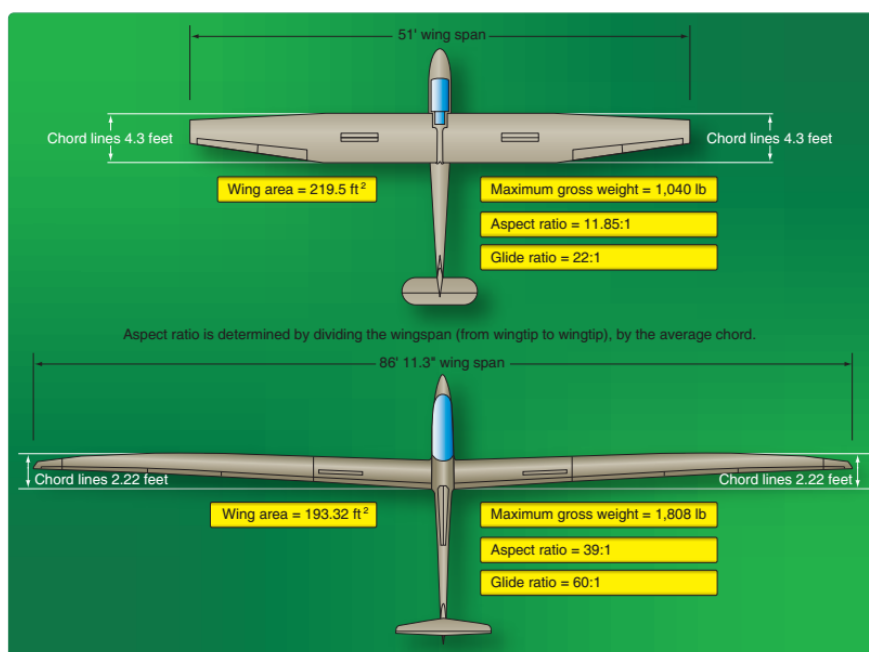 51' wing span
Chord lines 4.3 feet
Chord lines 4.3 feet
Wing area = 219.5 ft²
Maximum gross weight = 1,040 lb
Aspect ratio = 11.85:1
Glide ratio = 22:1
Aspect ratio is determined by dividing the wingspan (from wingtip to wingtip), by the average chord.
86' 11.3" wing span
Chord lines 2.22 feet
Chord lines 2.22 feet
Wing area = 193.32 ft²
Maximum gross weight = 1,808 lb
Aspect ratio = 39:1
Glide ratio = 60:1